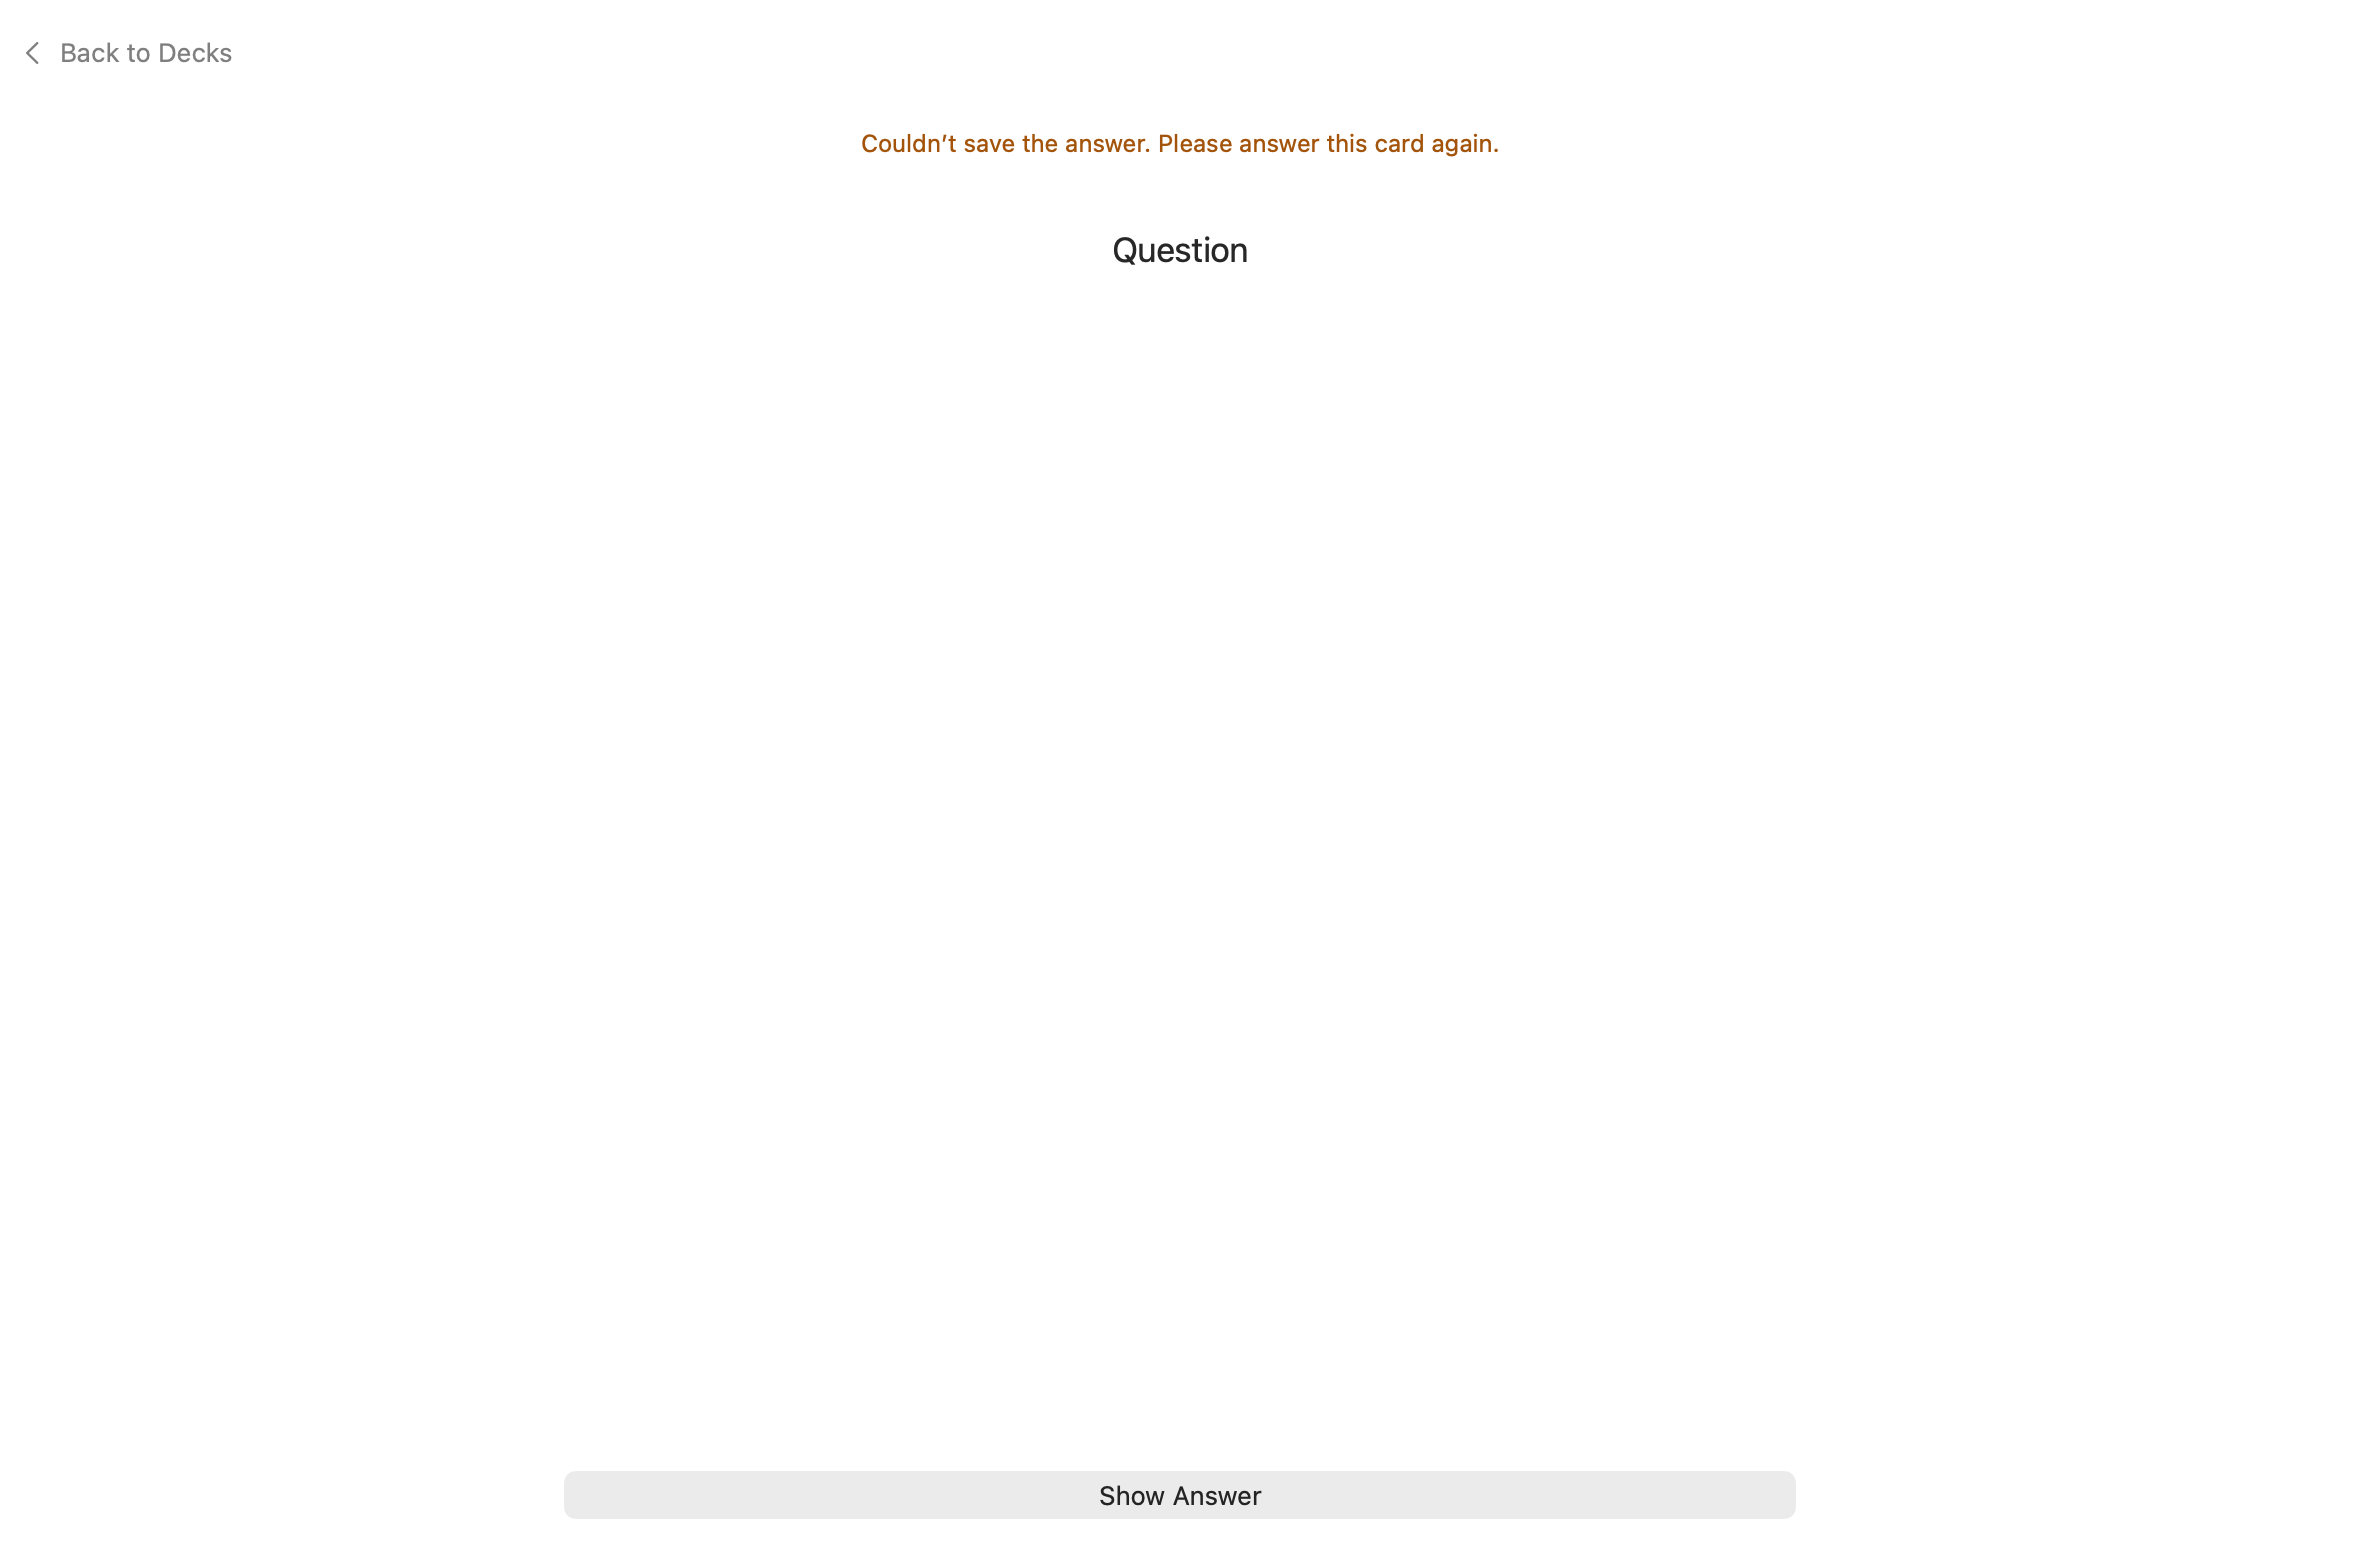 Back to Decks
Couldn’t save the answer. Please answer this card again.
Question
Show Answer